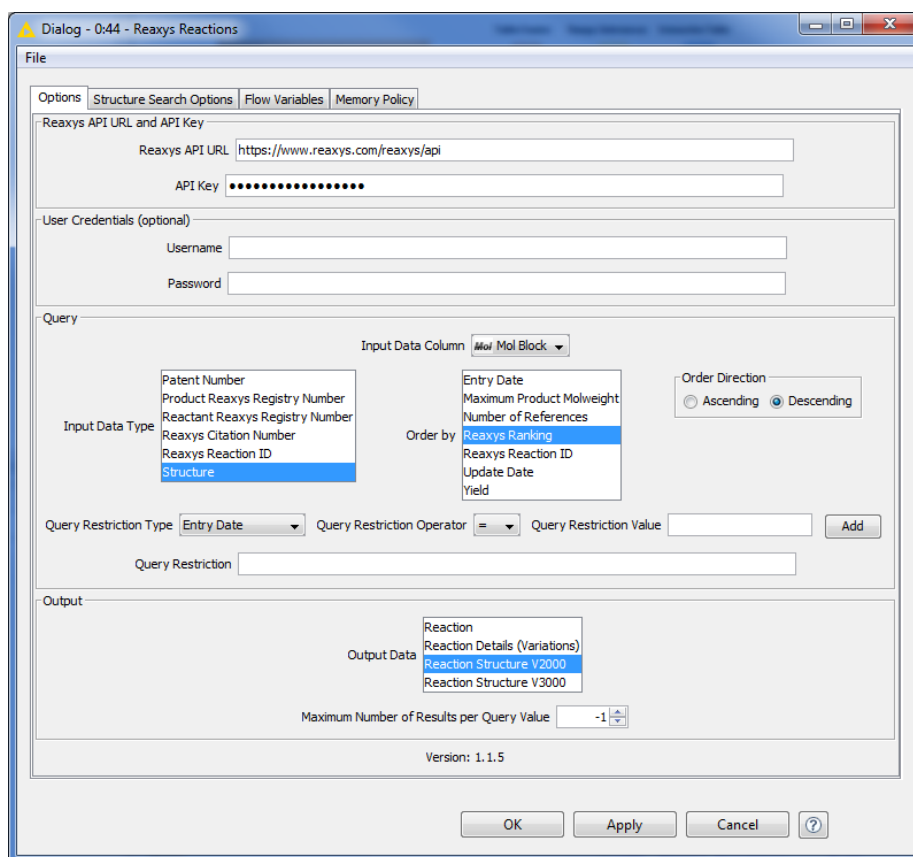 Dialog - 0:44 - Reaxys Reactions
File
Options Structure Search Options Flow Variables Memory Policy
Reaxys API URL and API Key
Reaxys API URL https://www.reaxys.com/reaxys/api
API Key ●●●●●●●●●●●●●●●●●
User Credentials (optional)
Username
Password
Query
Input Data Column Mol Mol Block
Input Data Type
Patent Number
Product Reaxys Registry Number
Reactant Reaxys Registry Number
Reaxys Citation Number
Reaxys Reaction ID
Structure
Order by
Entry Date
Maximum Product Molweight
Number of References
Reaxys Ranking
Reaxys Reaction ID
Update Date
Yield
Order Direction
Ascending Descending
Query Restriction Type Entry Date Query Restriction Operator = Query Restriction Value Add
Query Restriction
Output
Output Data
Reaction
Reaction Details (Variations)
Reaction Structure V2000
Reaction Structure V3000
Maximum Number of Results per Query Value -1
Version: 1.1.5
OK Apply Cancel ?